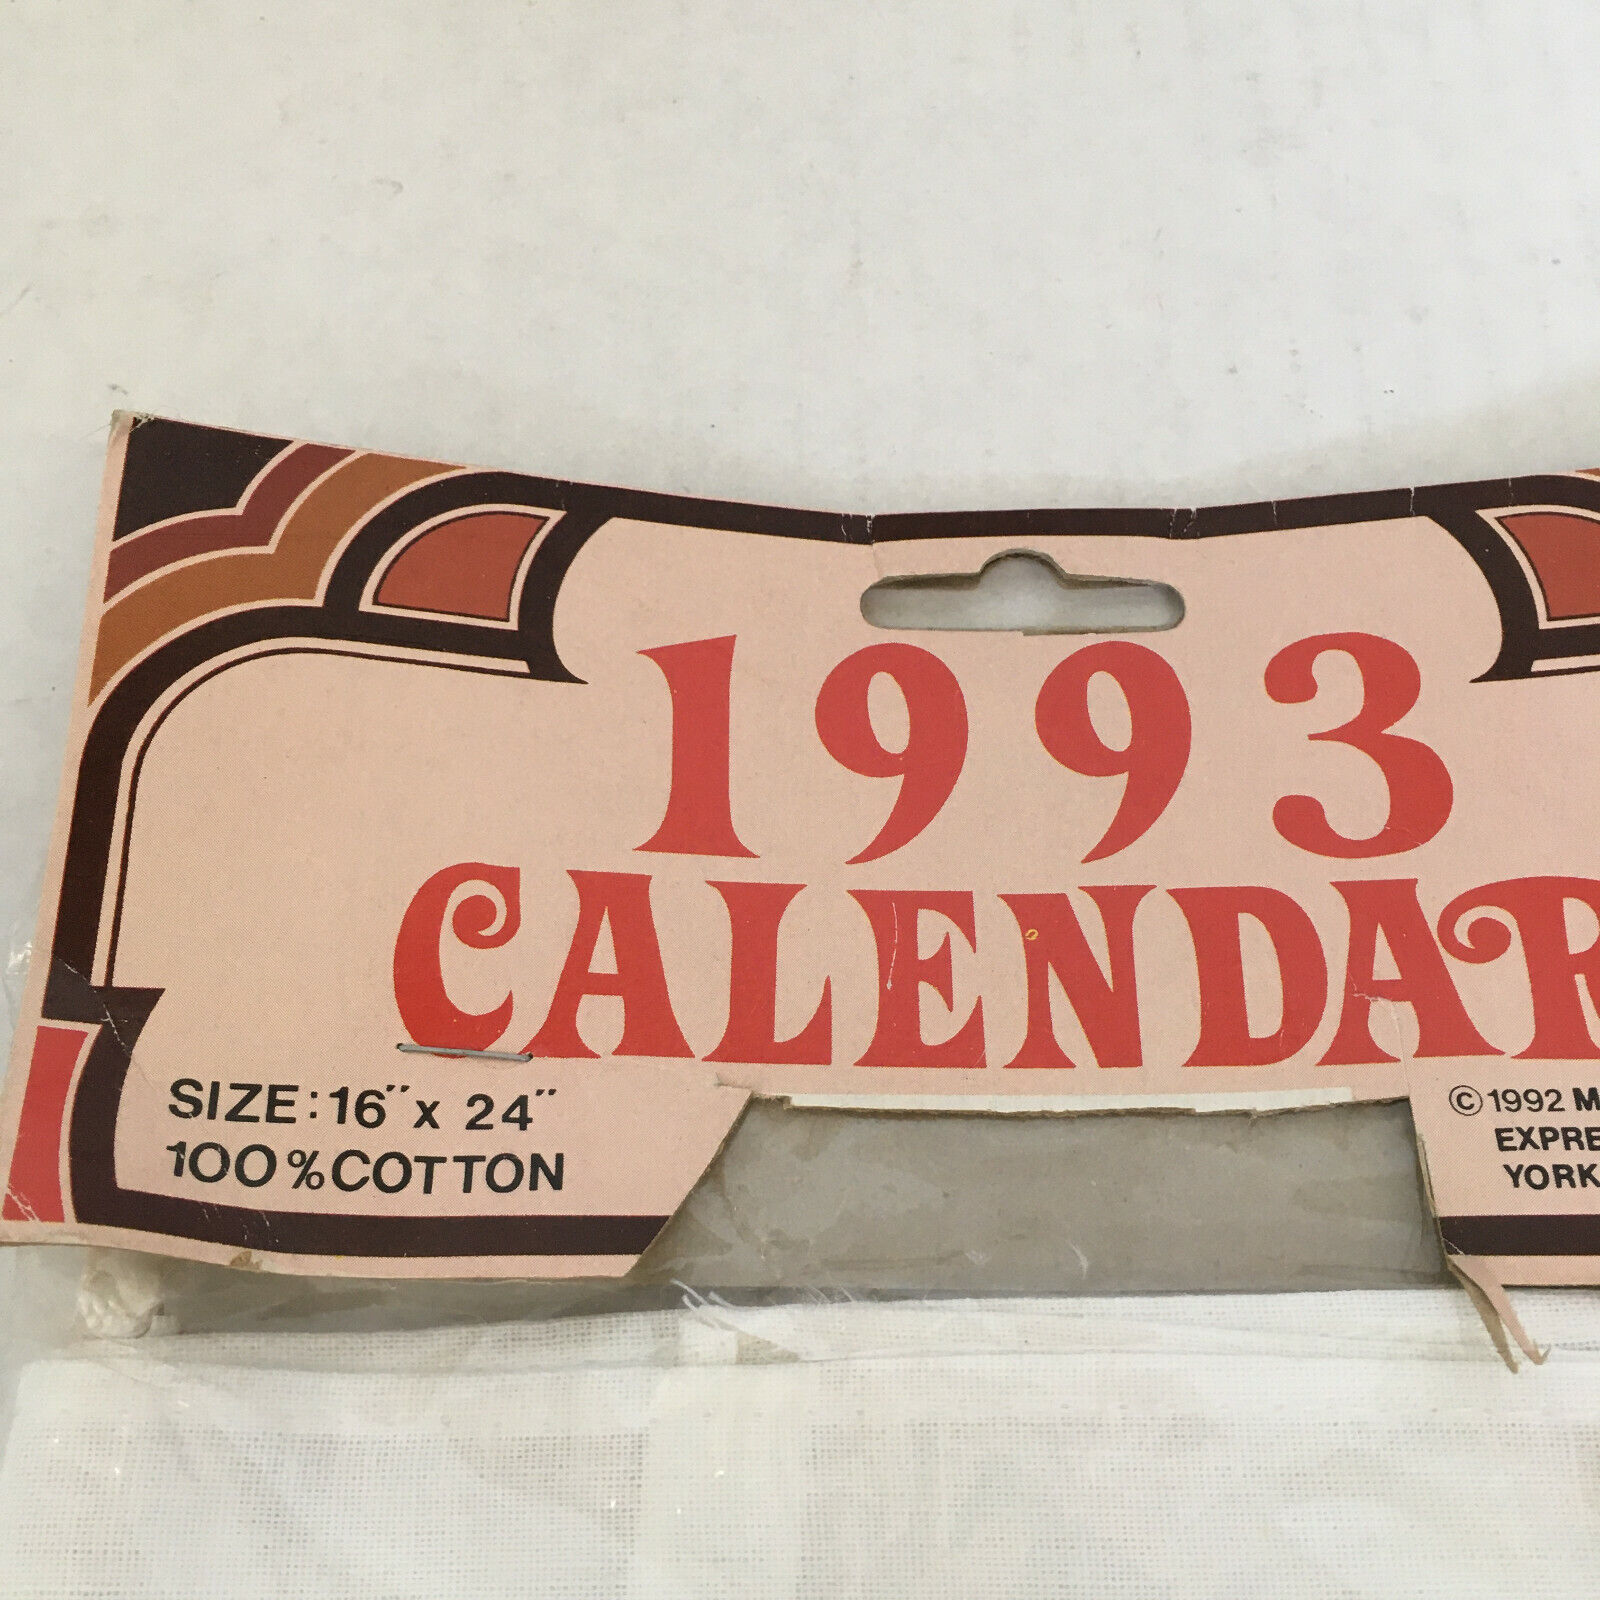 1993
CALENDAR
SIZE: 16" x 24"
100% COTTON
© 1992 M
EXPRE
YORK